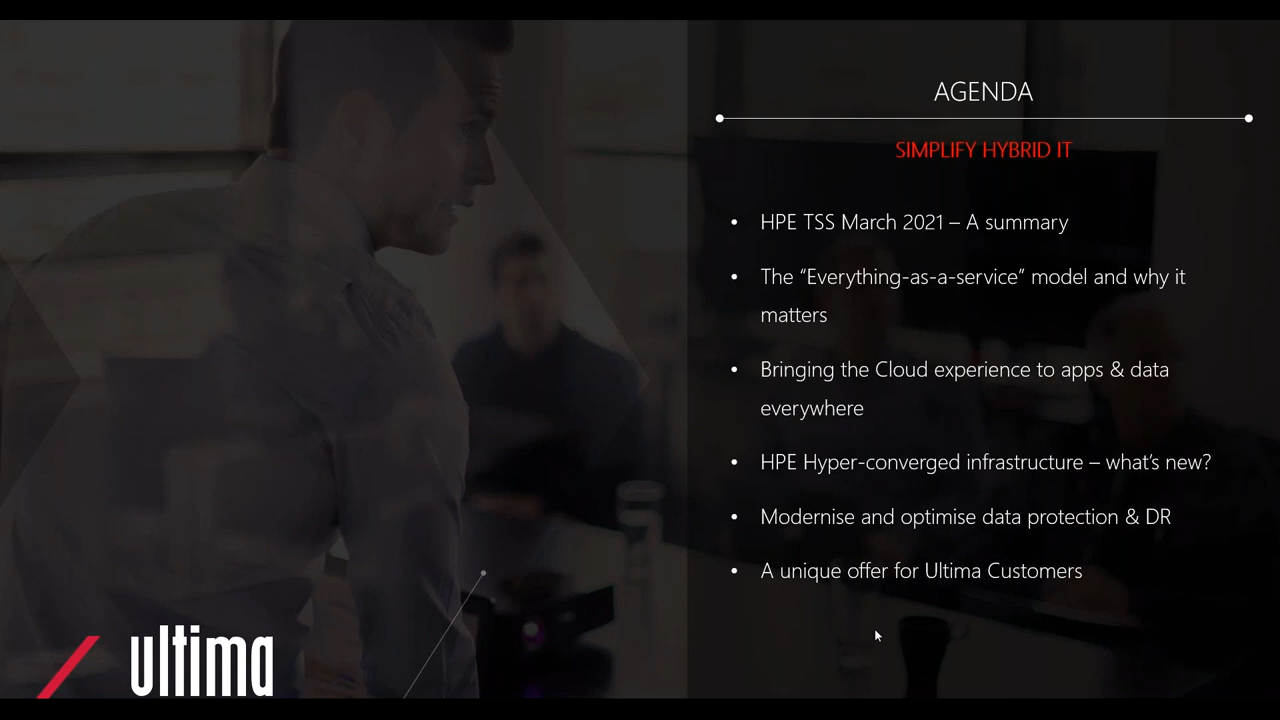 AGENDA
SIMPLIFY HYBRID IT
• HPE TSS March 2021 – A summary
• The “Everything-as-a-service” model and why it
matters
• Bringing the Cloud experience to apps & data
everywhere
• HPE Hyper-converged infrastructure – what’s new?
• Modernise and optimise data protection & DR
• A unique offer for Ultima Customers
ultima